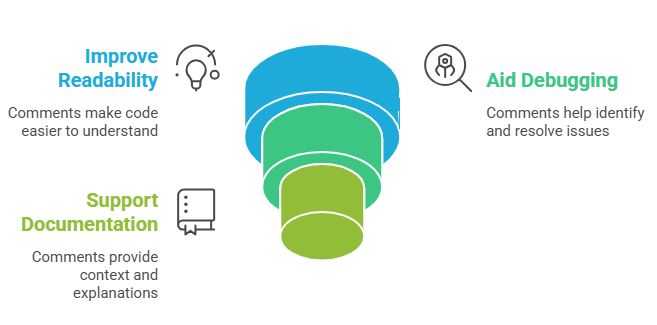 Improve
Readability
Comments make code
easier to understand
Aid Debugging
Comments help identify
and resolve issues
Support
Documentation
Comments provide
context and
explanations